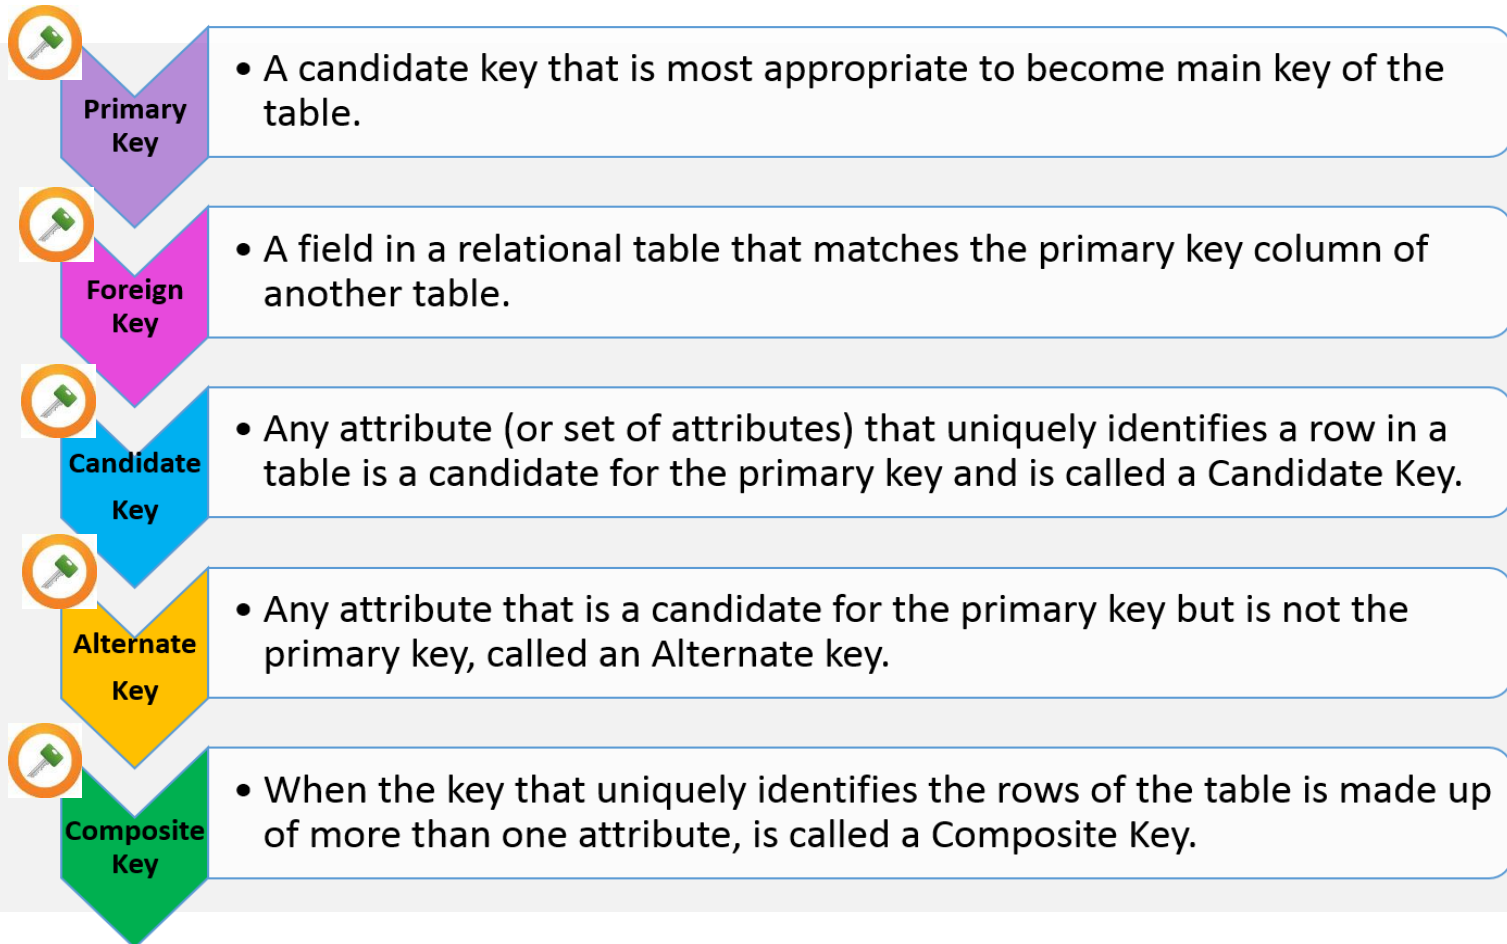 Primary
Key
• A candidate key that is most appropriate to become main key of the
table.
Foreign
Key
• A field in a relational table that matches the primary key column of
another table.
Candidate
Key
• Any attribute (or set of attributes) that uniquely identifies a row in a
table is a candidate for the primary key and is called a Candidate Key.
Alternate
Key
• Any attribute that is a candidate for the primary key but is not the
primary key, called an Alternate key.
Composite
Key
• When the key that uniquely identifies the rows of the table is made up
of more than one attribute, is called a Composite Key.